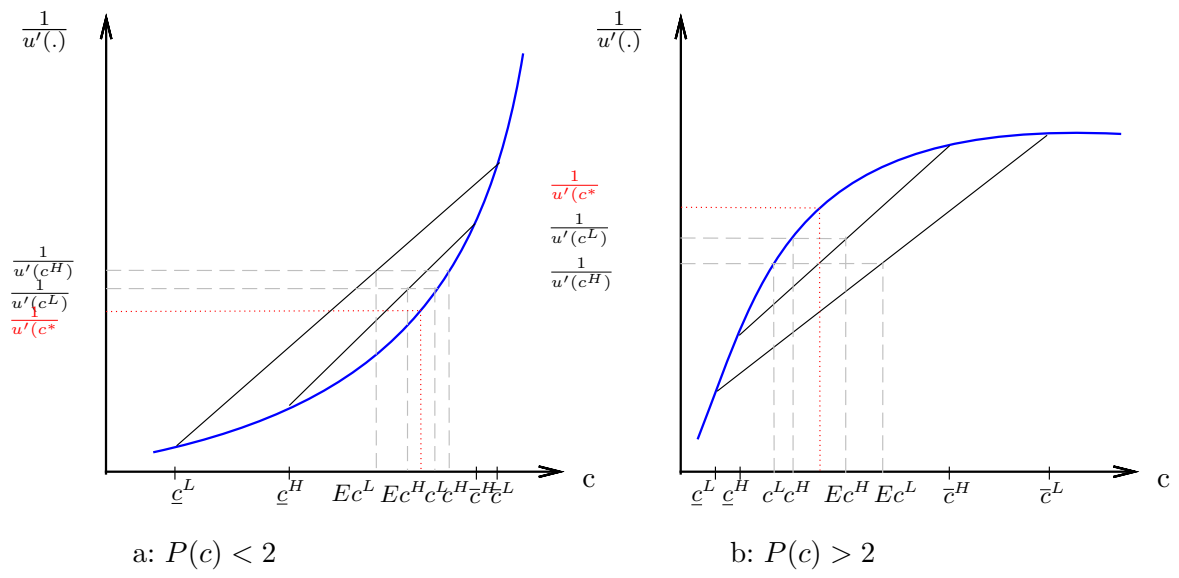 1/u′(.)
1/u′(c^H)
1/u′(c^L)
1/u′(c*
c̲^L c̲^H Ec^L Ec^H c^L c^H c̅^H c̅^L c
a: P(c) < 2
1/u′(.)
1/u′(c*
1/u′(c^L)
1/u′(c^H)
c̲^L c̲^H c^L c^H Ec^H Ec^L c̅^H c̅^L c
b: P(c) > 2